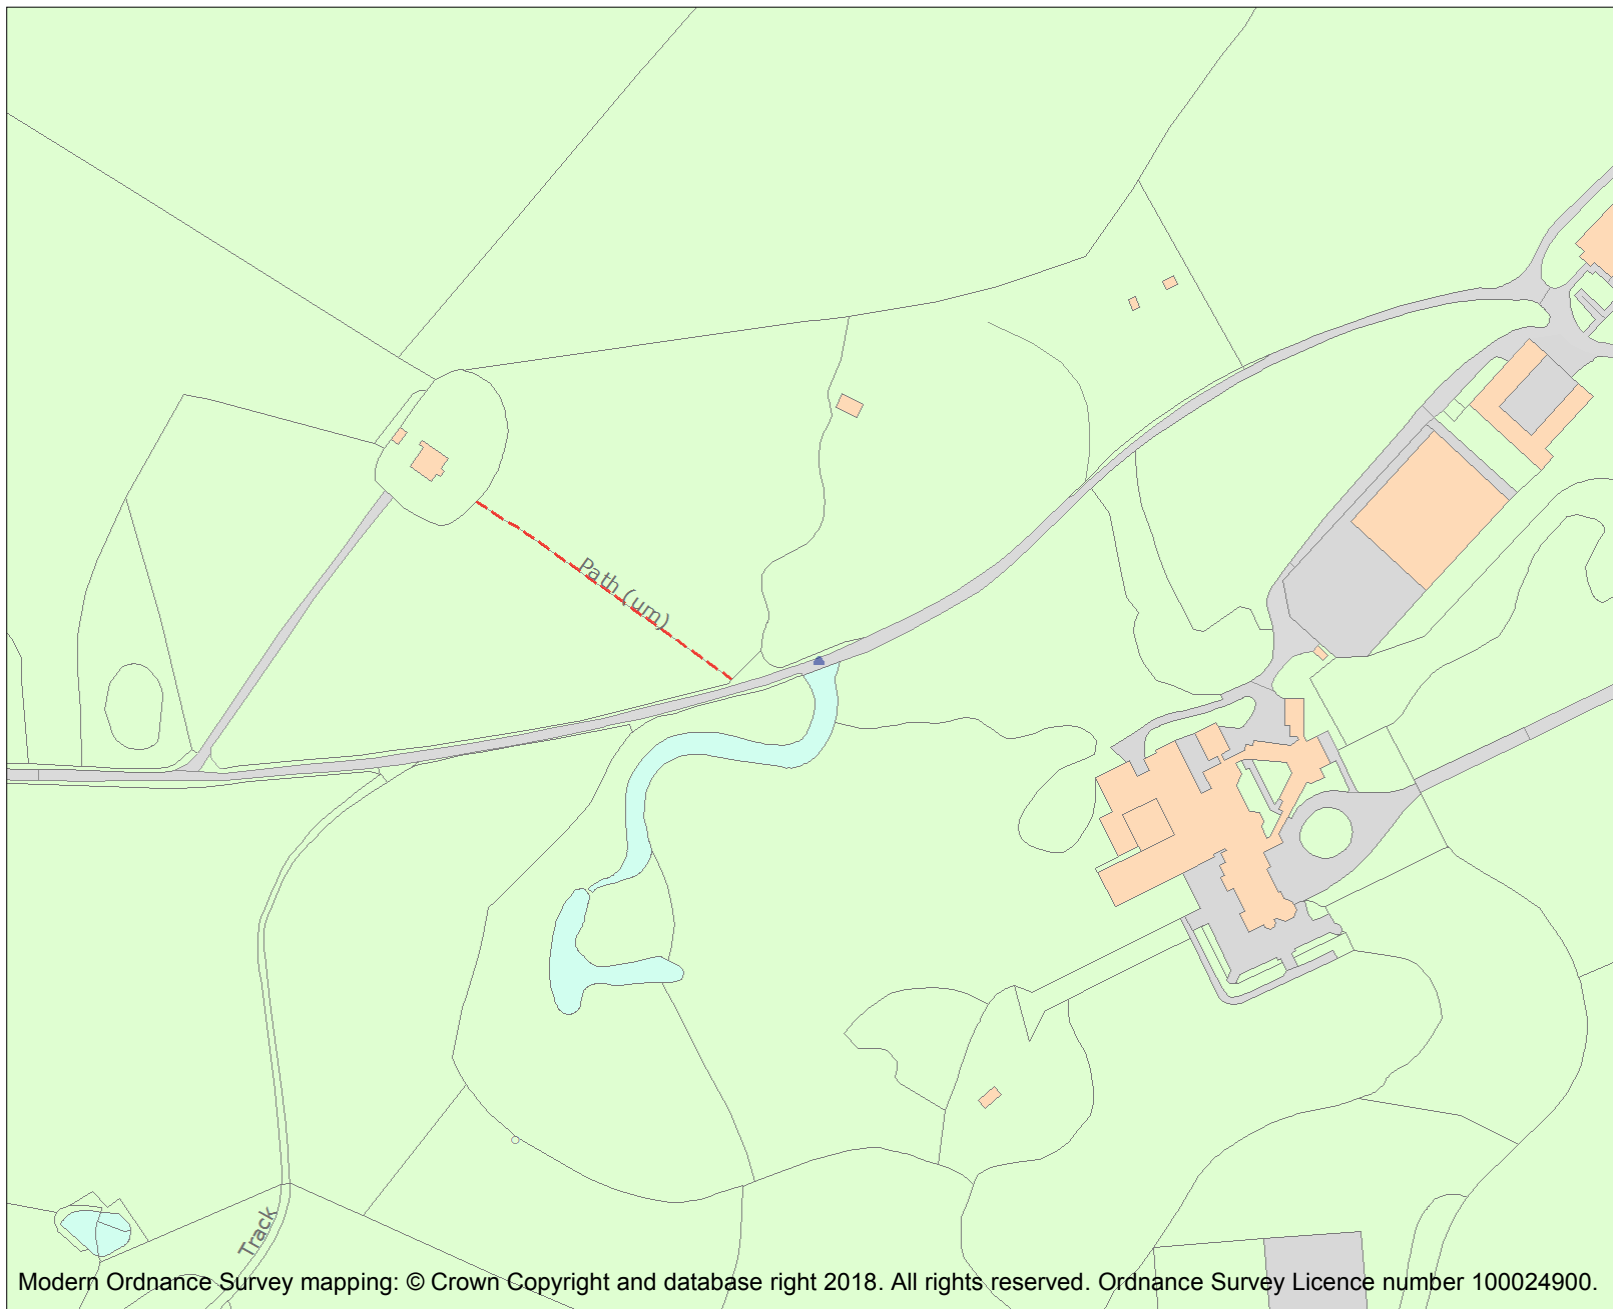 Path (um)
Track
Modern Ordnance Survey mapping: © Crown Copyright and database right 2018. All rights reserved. Ordnance Survey Licence number 100024900.